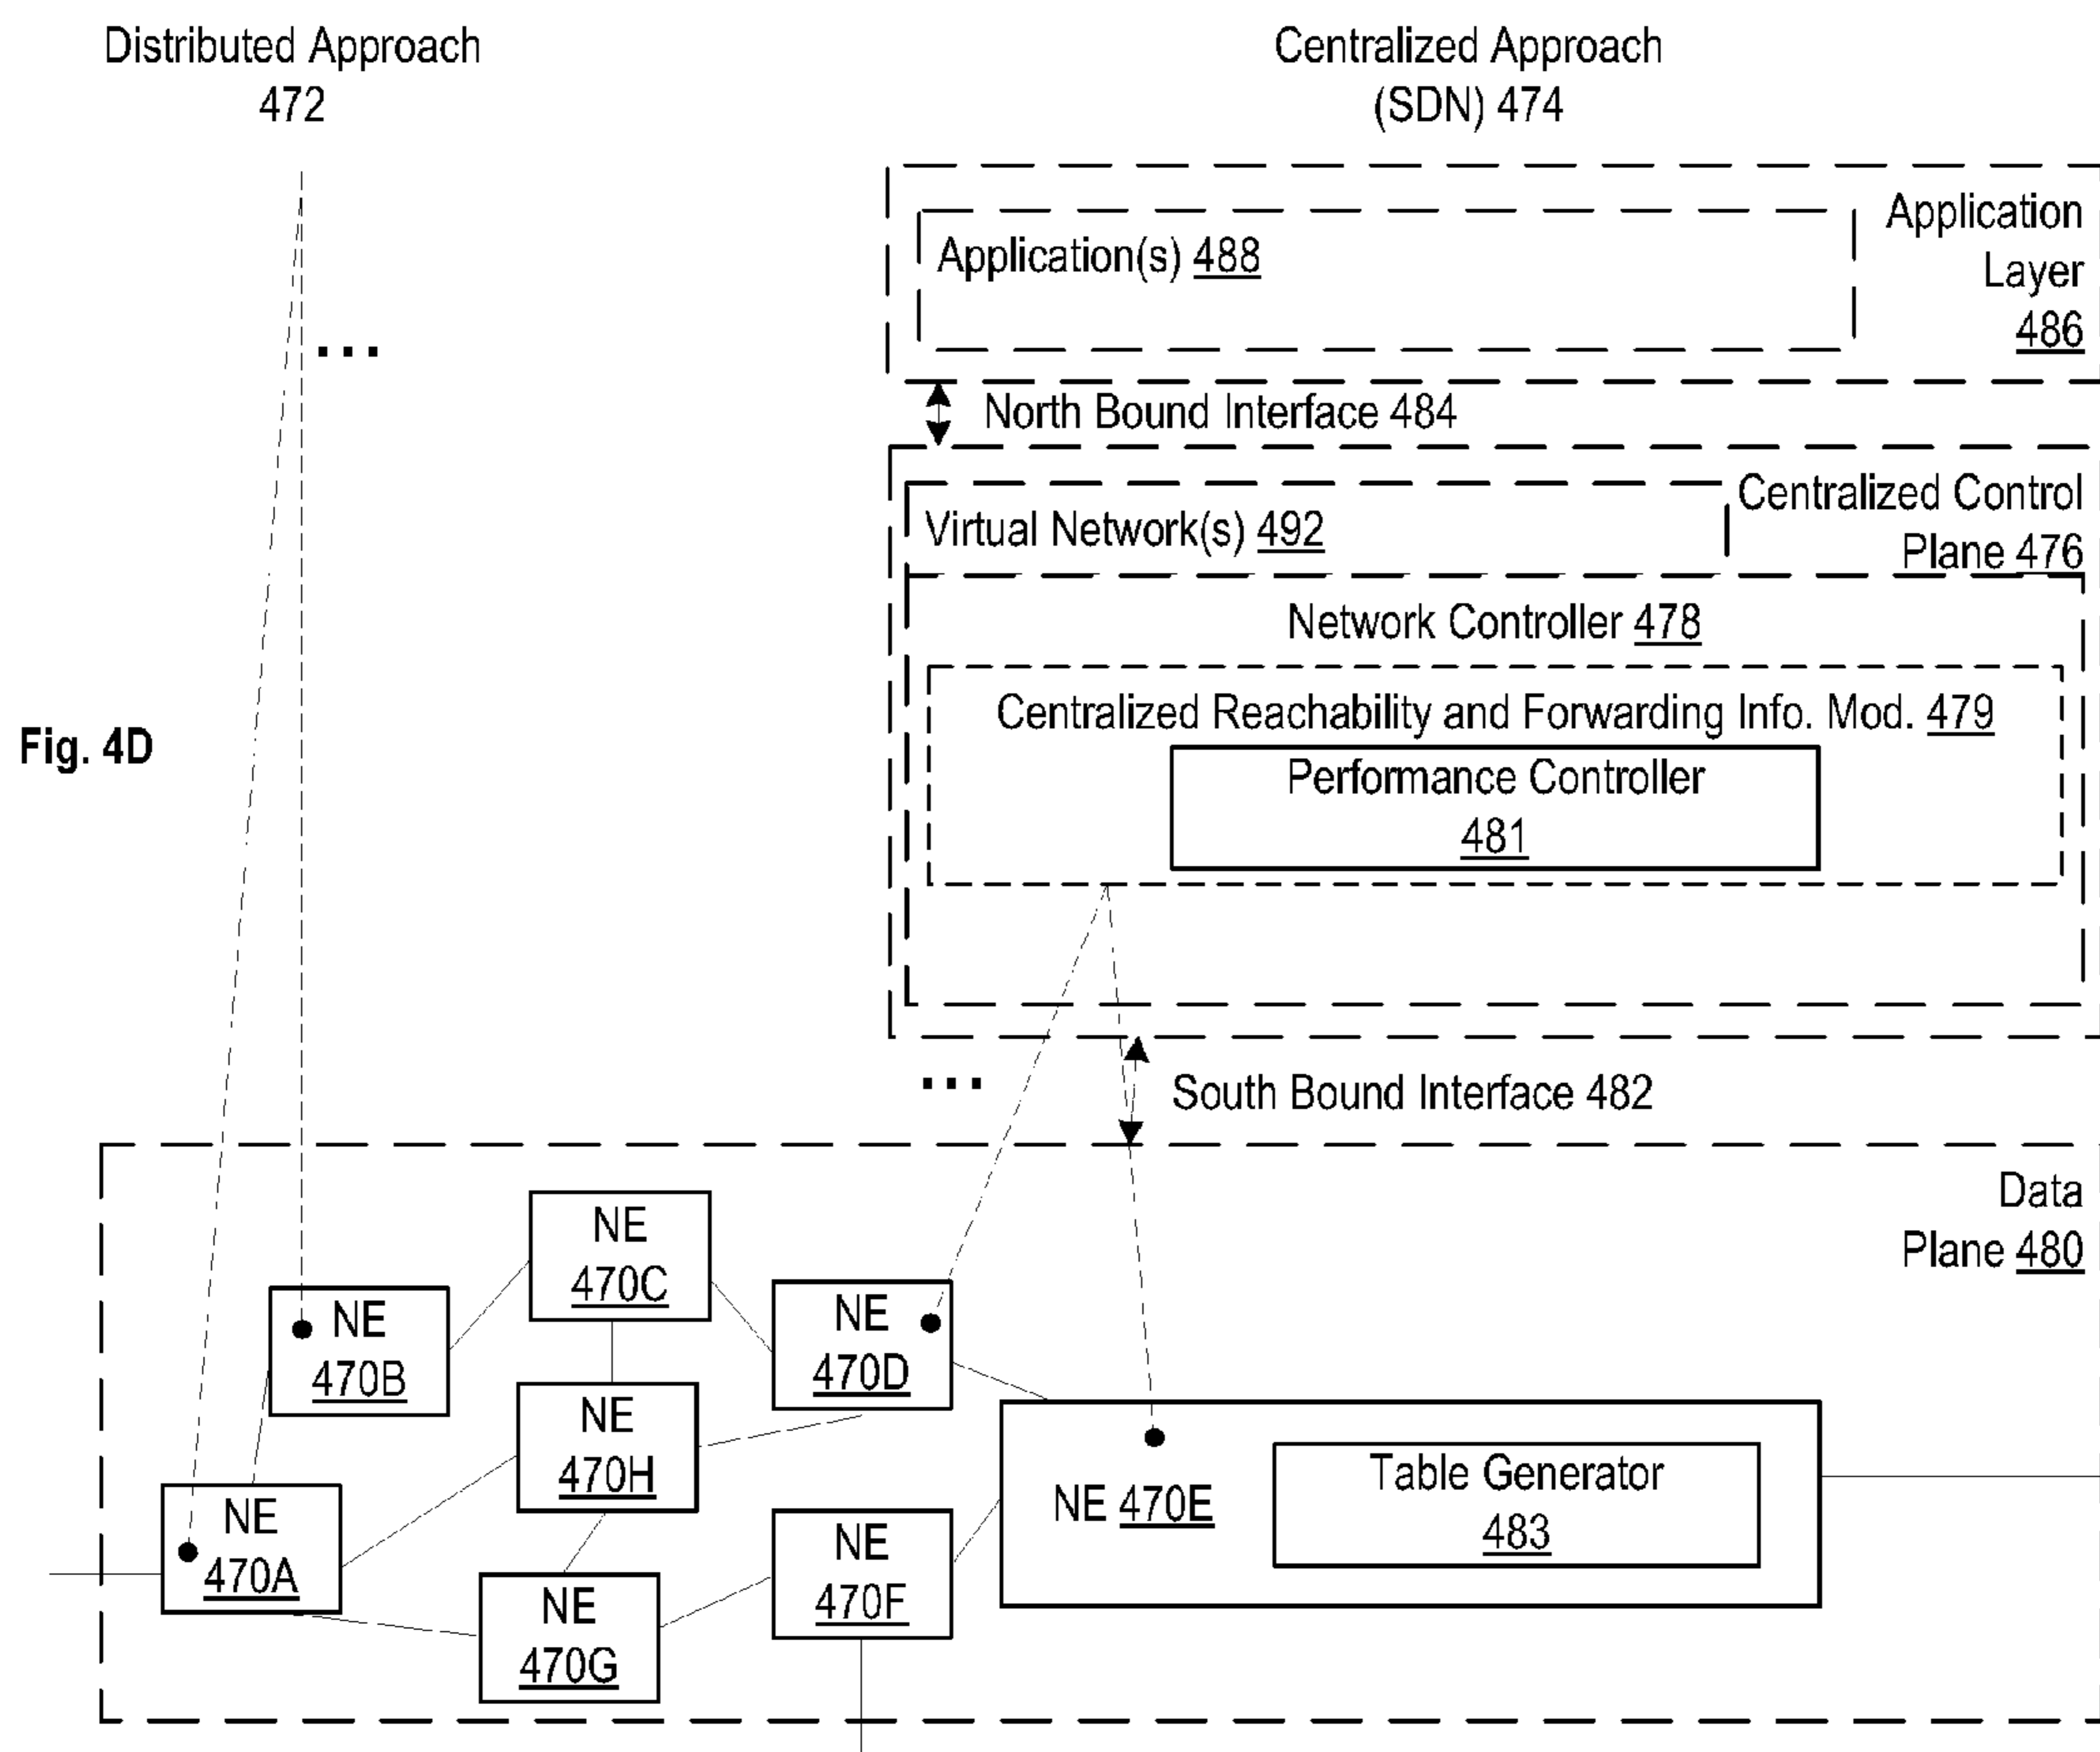 Distributed Approach
472
Centralized Approach
(SDN) 474
Application
Layer
486
Application(s) 488
North Bound Interface 484
Centralized Control
Plane 476
Virtual Network(s) 492
Network Controller 478
Centralized Reachability and Forwarding Info. Mod. 479
Performance Controller
481
Fig. 4D
South Bound Interface 482
Data
Plane 480
NE
470C
NE
470B
NE
470D
NE
470H
NE
470A
NE 470E
Table Generator
483
NE
470F
NE
470G